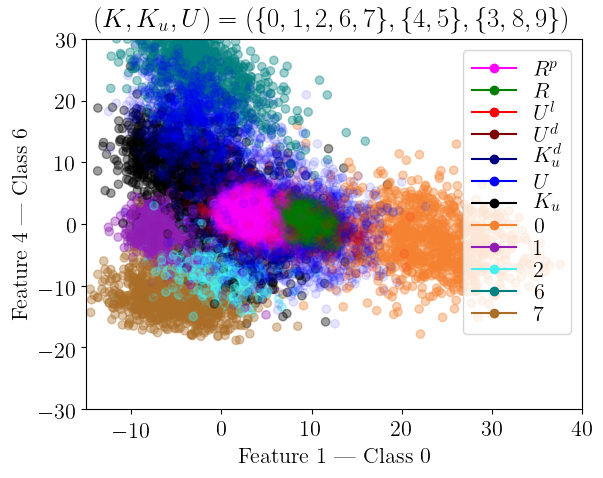 (K, K_u, U) = ({0, 1, 2, 6, 7}, {4, 5}, {3, 8, 9})
30
20
10
0
−10
−20
−30
Feature 4 — Class 6
−10
0
10
20
30
40
Feature 1 — Class 0
R^p
R
U^l
U^d
K_u^d
U
K_u
0
1
2
6
7